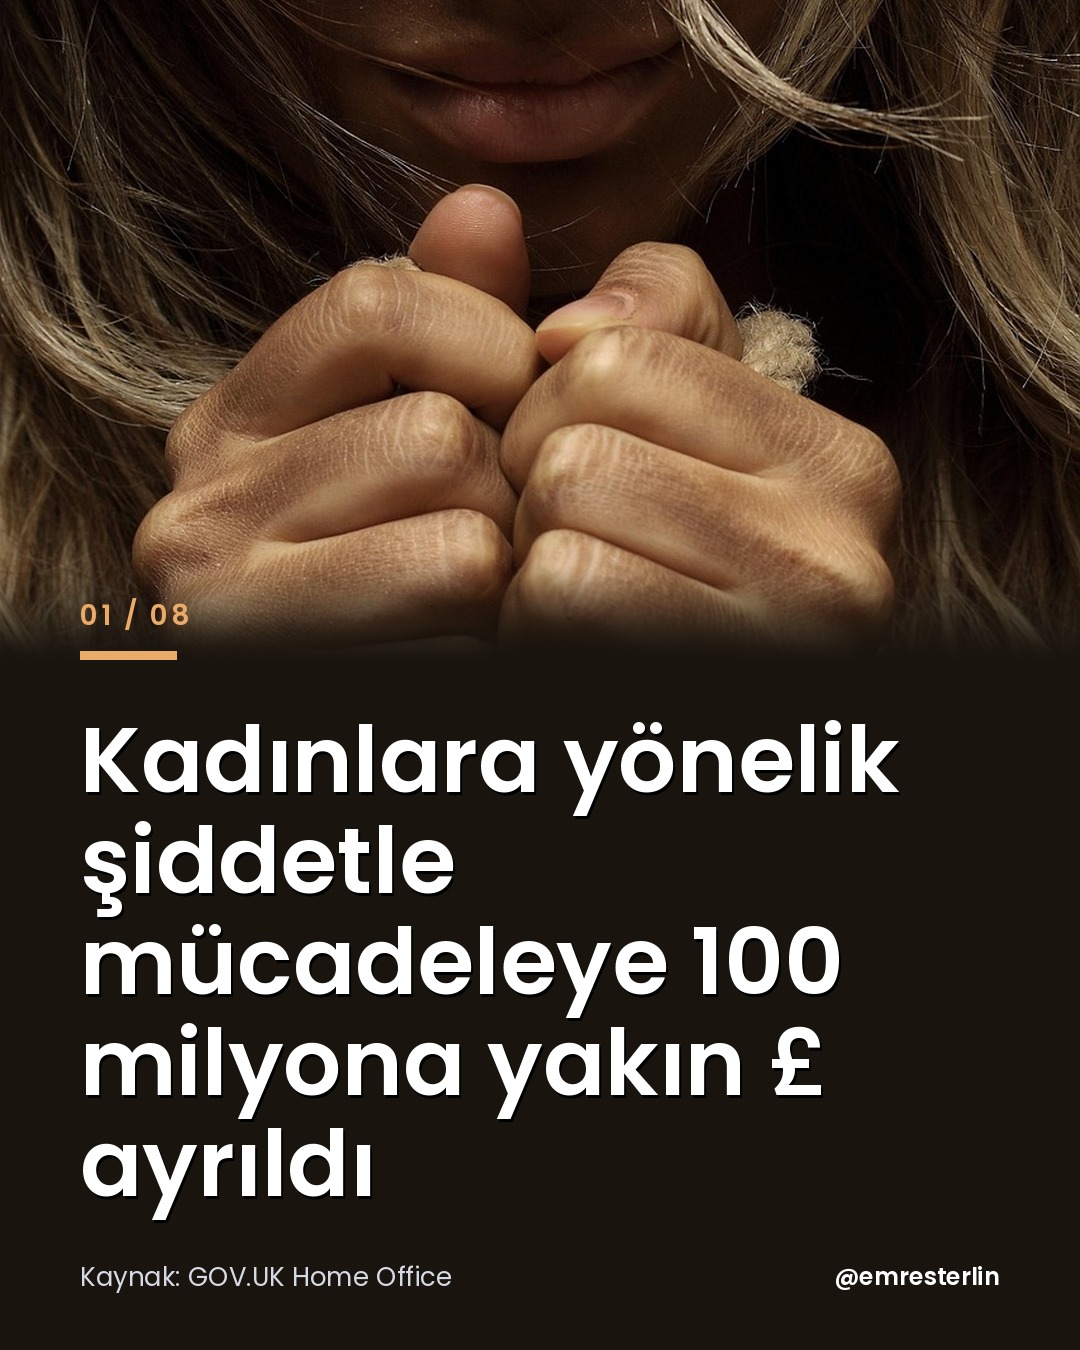 01 / 08
Kadınlara yönelik
şiddetle
mücadeleye 100
milyona yakın £
ayrıldı
Kaynak: GOV.UK Home Office
@emresterlin